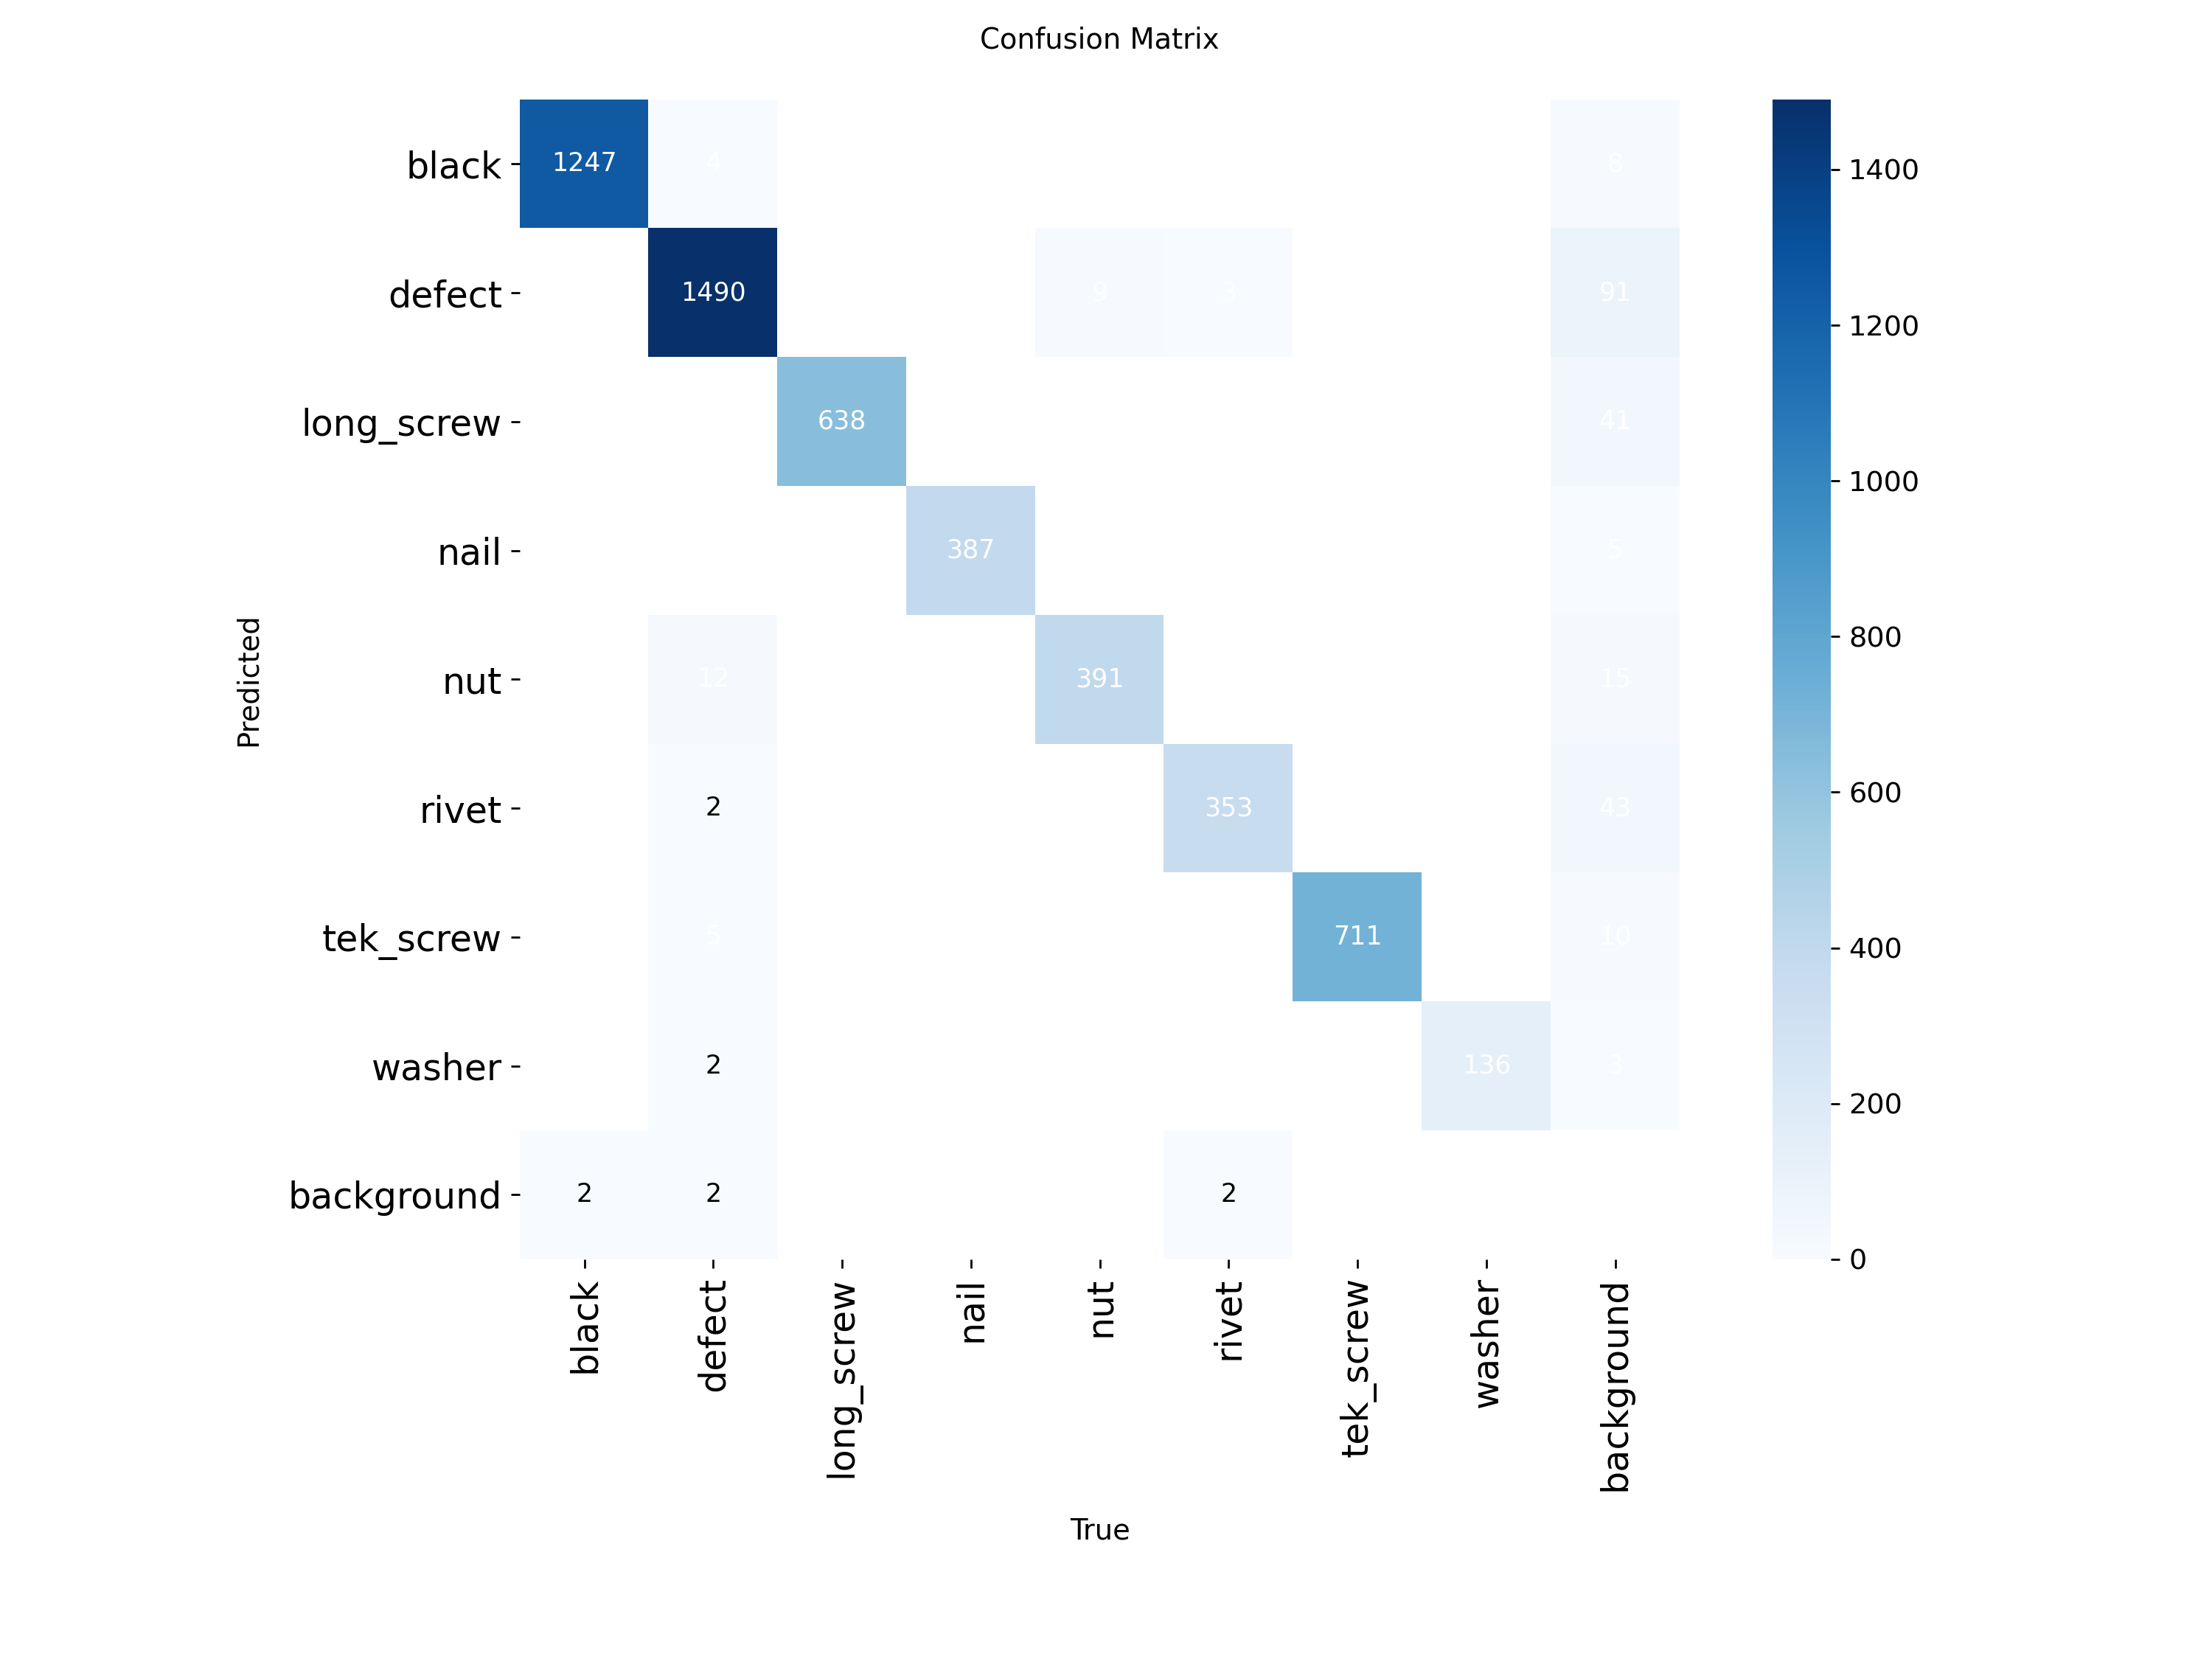 Confusion Matrix
black
1247
4
8
1400
defect
1490
9
3
91
1200
long_screw
638
41
1000
nail
387
5
Predicted
nut
12
391
15
800
rivet
2
353
43
600
tek_screw
5
711
10
400
washer
2
136
3
200
background
2
2
2
0
black
defect
long_screw
nail
nut
rivet
tek_screw
washer
background
True